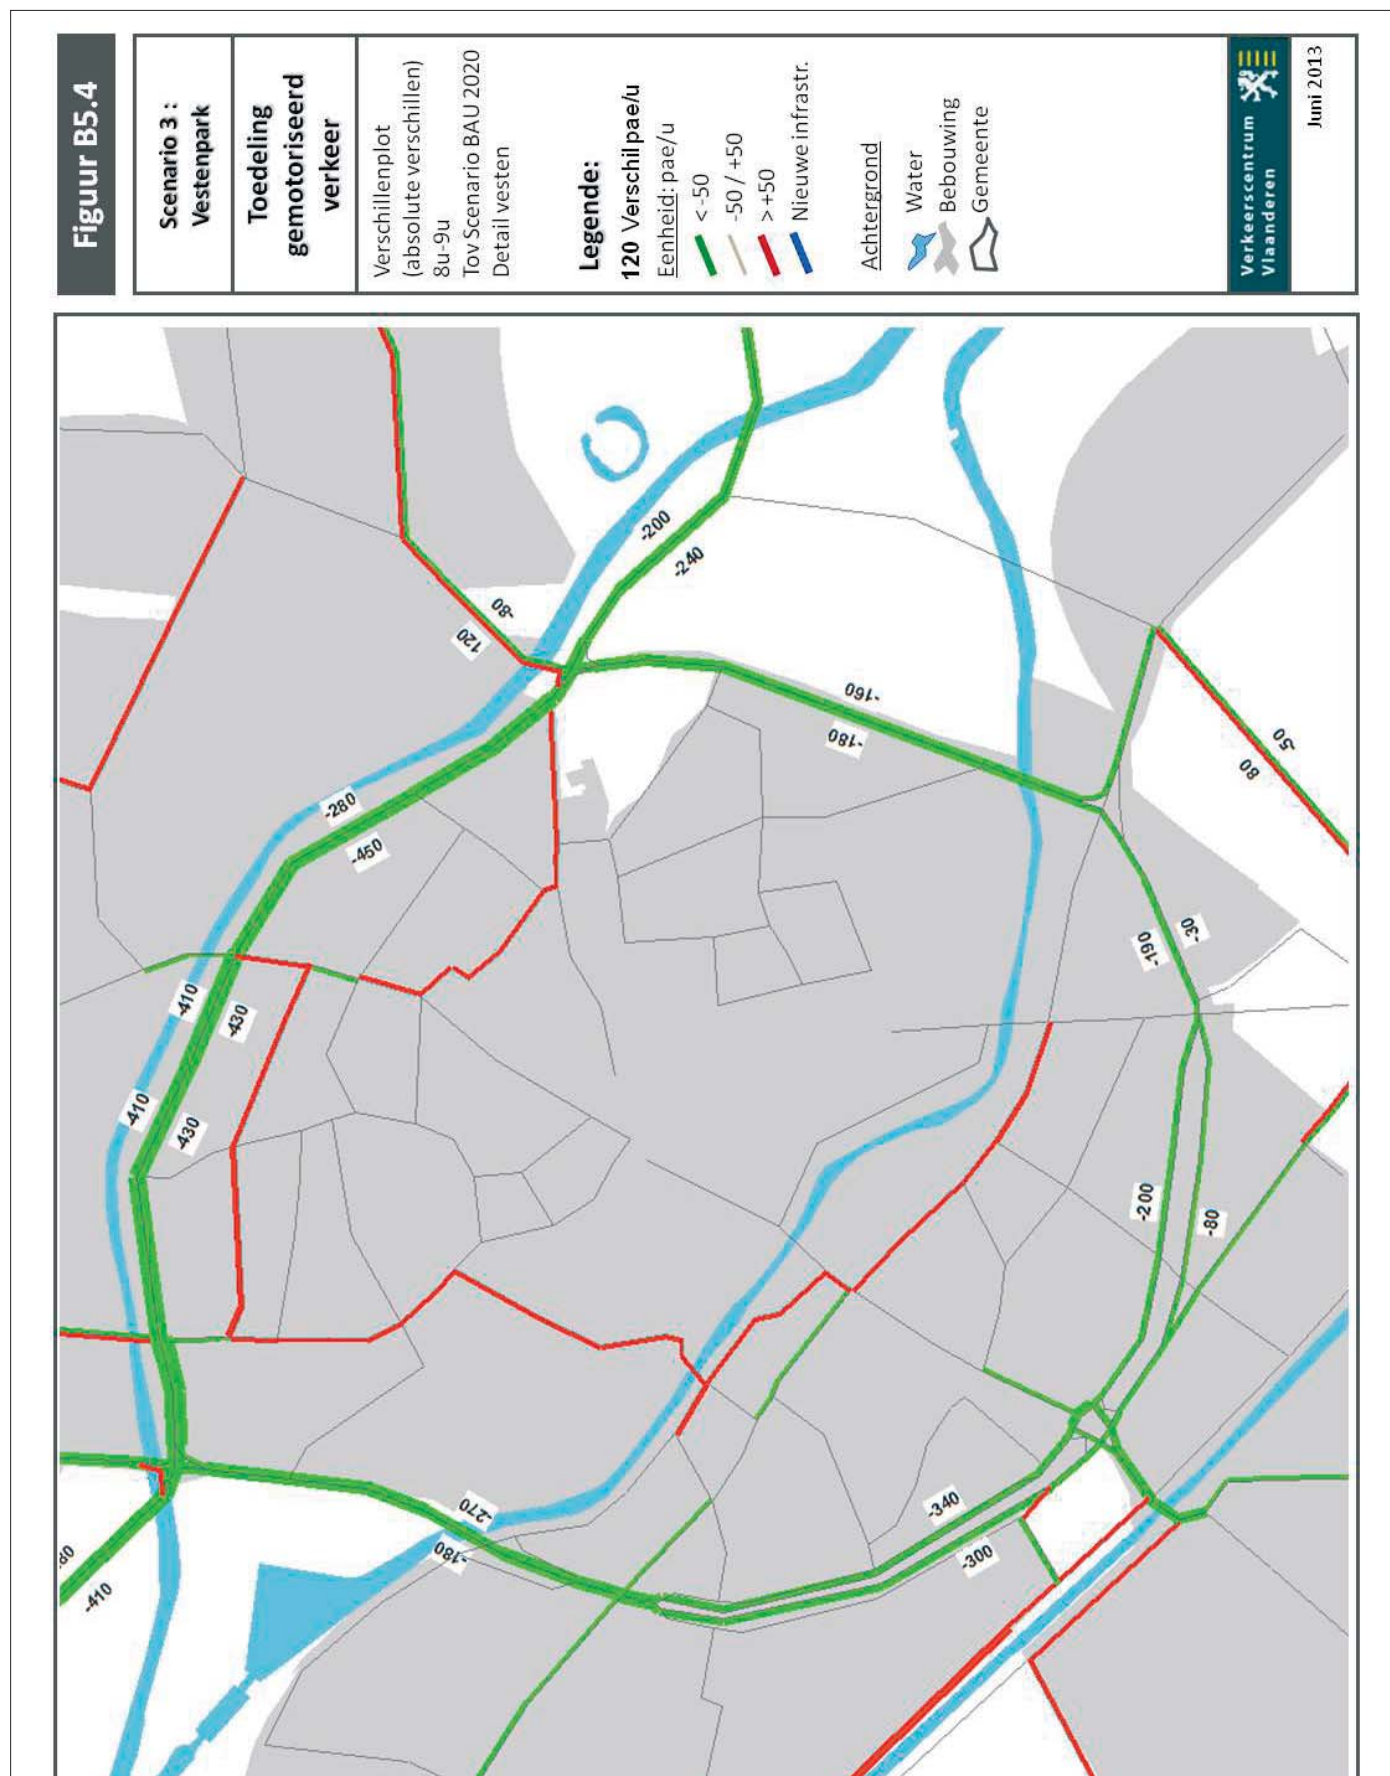 Figuur B5.4
Scenario 3 :
Vestenpark
Toedeling
gemotoriseerd
verkeer
Verschillenplot
(absolute verschillen)
8u-9u
Tov Scenario BAU 2020
Detail vesten
Legende:
120 Verschil pae/u
Eenheid: pae/u
< -50
-50 / +50
> +50
Nieuwe infrastr.
Achtergrond
Water
Bebouwing
Gemeente
Verkeerscentrum
Vlaanderen
Juni 2013
-200
-240
-80
120
-160
-180
-50
80
-280
-450
-190
-30
-410
-430
-410
-430
-200
-80
-270
-180
-340
-300
-410